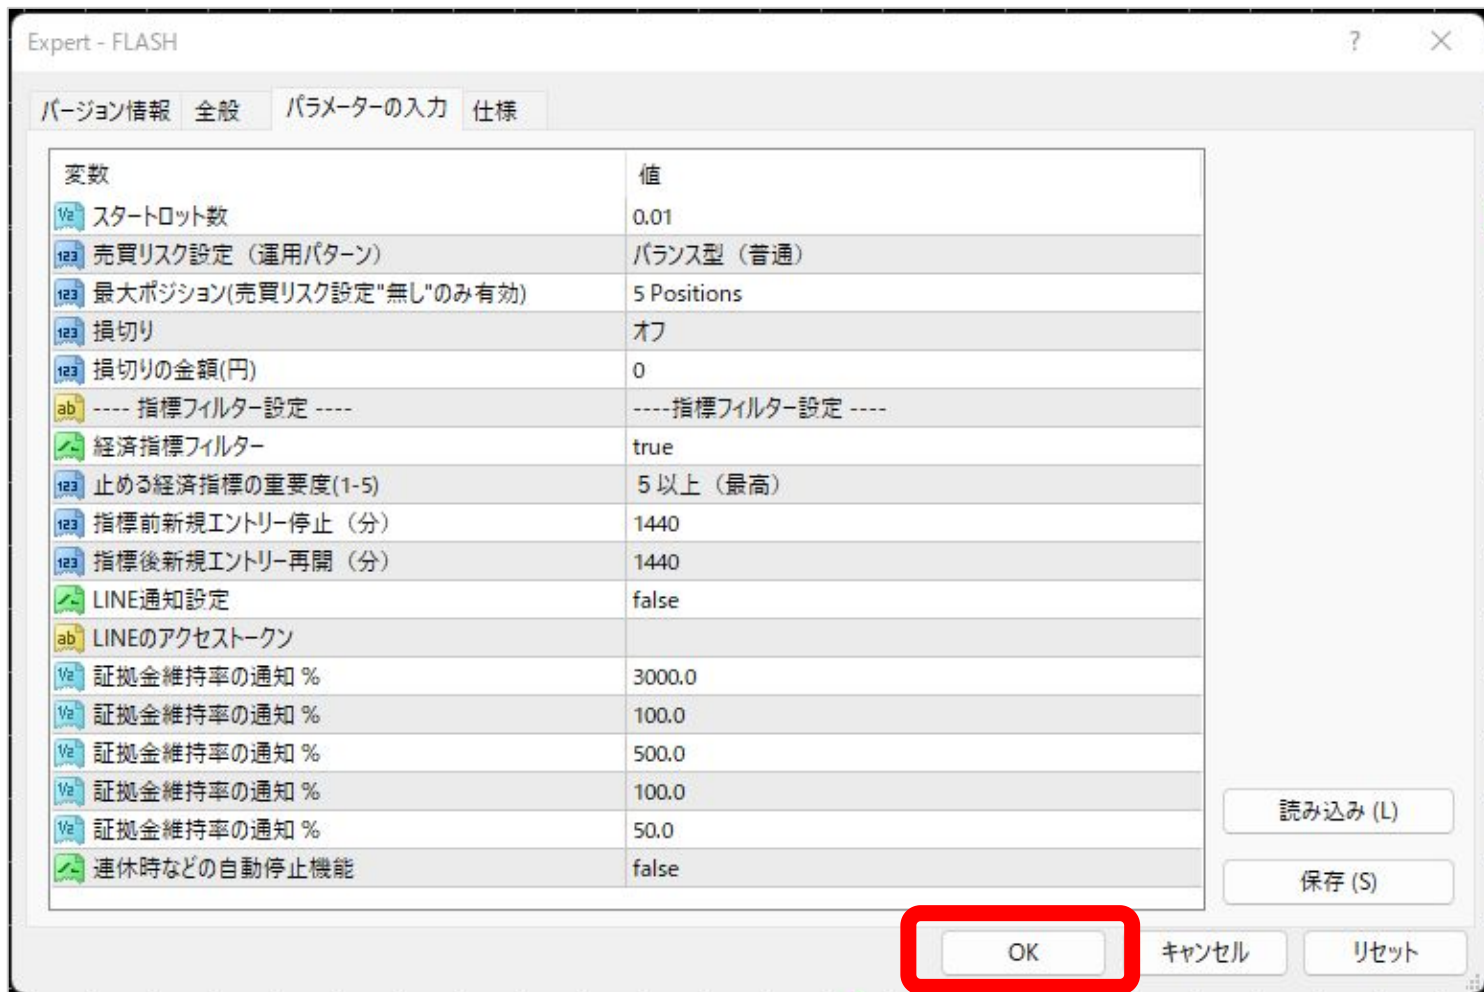 Expert - FLASH
バージョン情報 全般 パラメーターの入力 仕様
変数 値
スタートロット数 0.01
売買リスク設定（運用パターン） バランス型（普通）
最大ポジション(売買リスク設定"無し"のみ有効) 5 Positions
損切り オフ
損切りの金額(円) 0
---- 指標フィルター設定 ---- ----指標フィルター設定 ----
経済指標フィルター true
止める経済指標の重要度(1-5) 5以上（最高）
指標前新規エントリー停止（分） 1440
指標後新規エントリー再開（分） 1440
LINE通知設定 false
LINEのアクセストークン
証拠金維持率の通知 % 3000.0
証拠金維持率の通知 % 100.0
証拠金維持率の通知 % 500.0
証拠金維持率の通知 % 100.0
証拠金維持率の通知 % 50.0
連休時などの自動停止機能 false
読み込み (L)
保存 (S)
OK キャンセル リセット